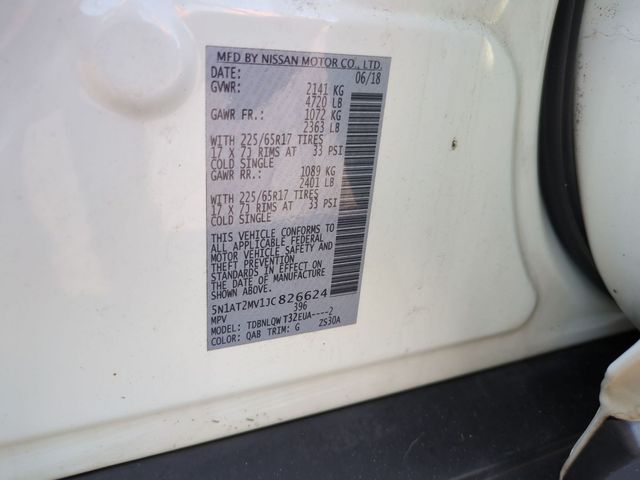 MFD BY NISSAN MOTOR CO., LTD.
DATE: 06/18
GVWR: 2141 KG
4720 LB
GAWR FR.: 1072 KG
2363 LB
WITH 225/65R17 TIRES
17 X 7J RIMS AT 33 PSI
COLD SINGLE
GAWR RR.: 1089 KG
2401 LB
WITH 225/65R17 TIRES
17 X 7J RIMS AT 33 PSI
COLD SINGLE
THIS VEHICLE CONFORMS TO
ALL APPLICABLE FEDERAL
MOTOR VEHICLE SAFETY AND
THEFT PREVENTION
STANDARDS IN EFFECT ON
THE DATE OF MANUFACTURE
SHOWN ABOVE.
5N1AT2MV1JC826624
MPV 396
MODEL: TDBNLQW T32EUA----2
COLOR: QAB TRIM: G ZS30A